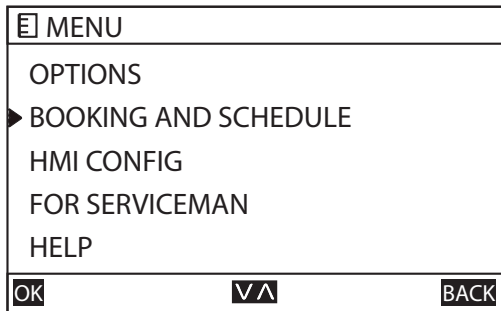 MENU
OPTIONS
BOOKING AND SCHEDULE
HMI CONFIG
FOR SERVICEMAN
HELP
OK BACK